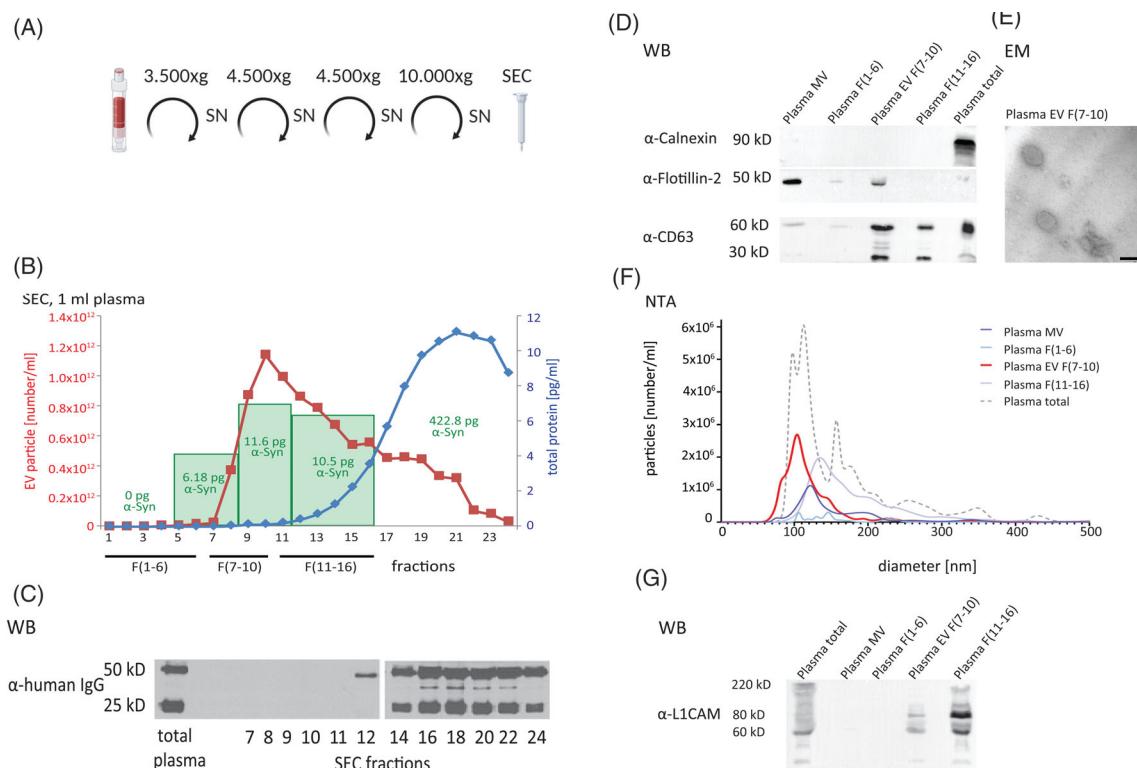 (A)
3.500xg 4.500xg 4.500xg 10.000xg SEC
SN SN SN SN
(B)
SEC, 1 ml plasma
EV particle [number/ml]
1.4x10¹²
1.2x10¹²
1.0x10¹²
0.8x10¹²
0.6x10¹²
0.4x10¹²
0.2x10¹²
0
total protein [pg/ml]
12
10
8
6
4
2
0
0 pg
α-Syn
6.18 pg
α-Syn
11.6 pg
α-Syn
10.5 pg
α-Syn
422.8 pg
α-Syn
1 3 5 7 9 11 13 15 17 19 21 23
F(1-6) F(7-10) F(11-16) fractions
(C)
WB
α-human IgG
50 kD
25 kD
total
plasma
7 8 9 10 11 12 14 16 18 20 22 24
SEC fractions
(D)
WB
Plasma MV
Plasma F(1-6)
Plasma EV F(7-10)
Plasma F(11-16)
Plasma total
α-Calnexin 90 kD
α-Flotillin-2 50 kD
α-CD63 60 kD
30 kD
(E)
EM
Plasma EV F(7-10)
(F)
NTA
particles [number/ml]
6x10⁶
5x10⁶
4x10⁶
3x10⁶
2x10⁶
1x10⁶
0
0 100 200 300 400 500
diameter [nm]
Plasma MV
Plasma F(1-6)
Plasma EV F(7-10)
Plasma F(11-16)
Plasma total
(G)
WB
Plasma total
Plasma MV
Plasma F(1-6)
Plasma EV F(7-10)
Plasma F(11-16)
220 kD
α-L1CAM 80 kD
60 kD